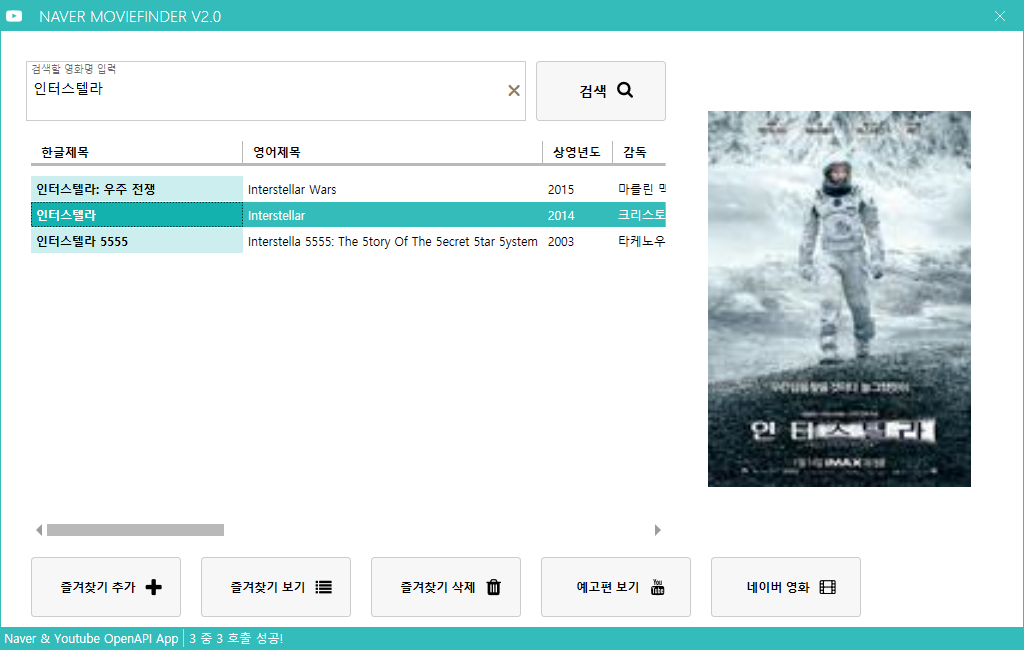 NAVER MOVIEFINDER V2.0
검색할 영화명 입력
인터스텔라
검색
한글제목 영어제목 상영년도 감독
인터스텔라: 우주 전쟁 Interstellar Wars 2015 마를린
인터스텔라 Interstellar 2014 크리스토
인터스텔라 5555 Interstella 5555: The 5tory Of The 5ecret 5tar 5ystem 2003 타케노우
인터스텔라
IMAX
즐겨찾기 추가 즐겨찾기 보기 즐겨찾기 삭제 예고편 보기 You Tube 네이버 영화
Naver & Youtube OpenAPI App 3 중 3 호출 성공!